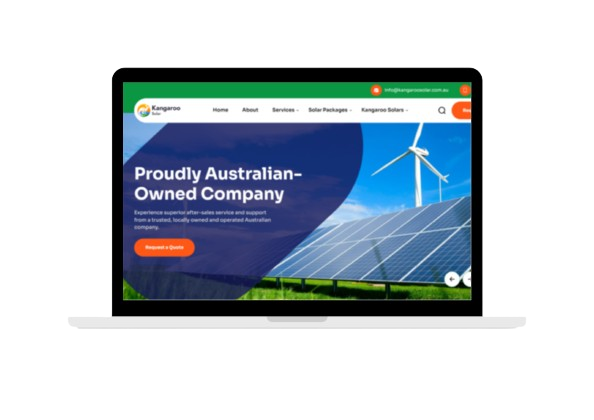 info@kangaroosolar.com.au
Kangaroo
Solar
Home
About
Services
Solar Packages
Kangaroo Solars
Proudly Australian-
Owned Company
Experience superior after-sales service and support
from a trusted, locally owned and operated Australian
company.
Request a Quote